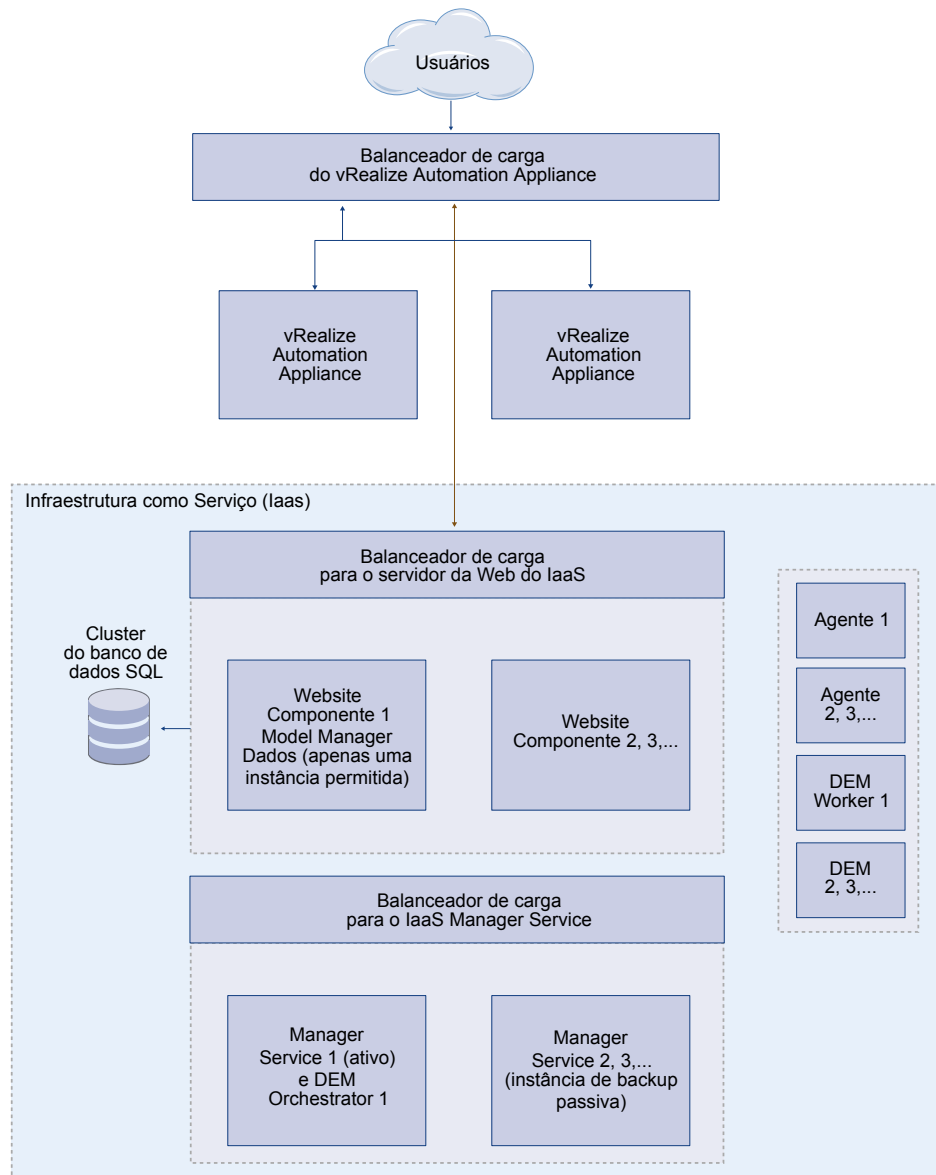 Usuários
Balanceador de carga
do vRealize Automation Appliance
vRealize
Automation
Appliance
vRealize
Automation
Appliance
Infraestrutura como Serviço (Iaas)
Balanceador de carga
para o servidor da Web do IaaS
Cluster
do banco de
dados SQL
Website
Componente 1
Model Manager
Dados (apenas uma
instância permitida)
Website
Componente 2, 3,...
Agente 1
Agente
2, 3,...
DEM
Worker 1
DEM
2, 3,...
Balanceador de carga
para o IaaS Manager Service
Manager
Service 1 (ativo)
e DEM
Orchestrator 1
Manager
Service 2, 3,...
(instância de backup
passiva)